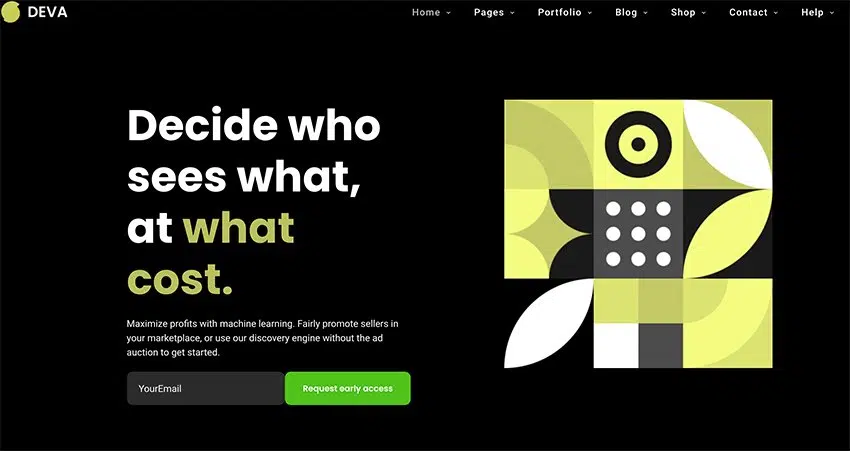 DEVA
Home Pages Portfolio Blog Shop Contact Help
Decide who
sees what,
at what
cost.
Maximize profits with machine learning. Fairly promote sellers in
your marketplace, or use our discovery engine without the ad
auction to get started.
YourEmail
Request early access